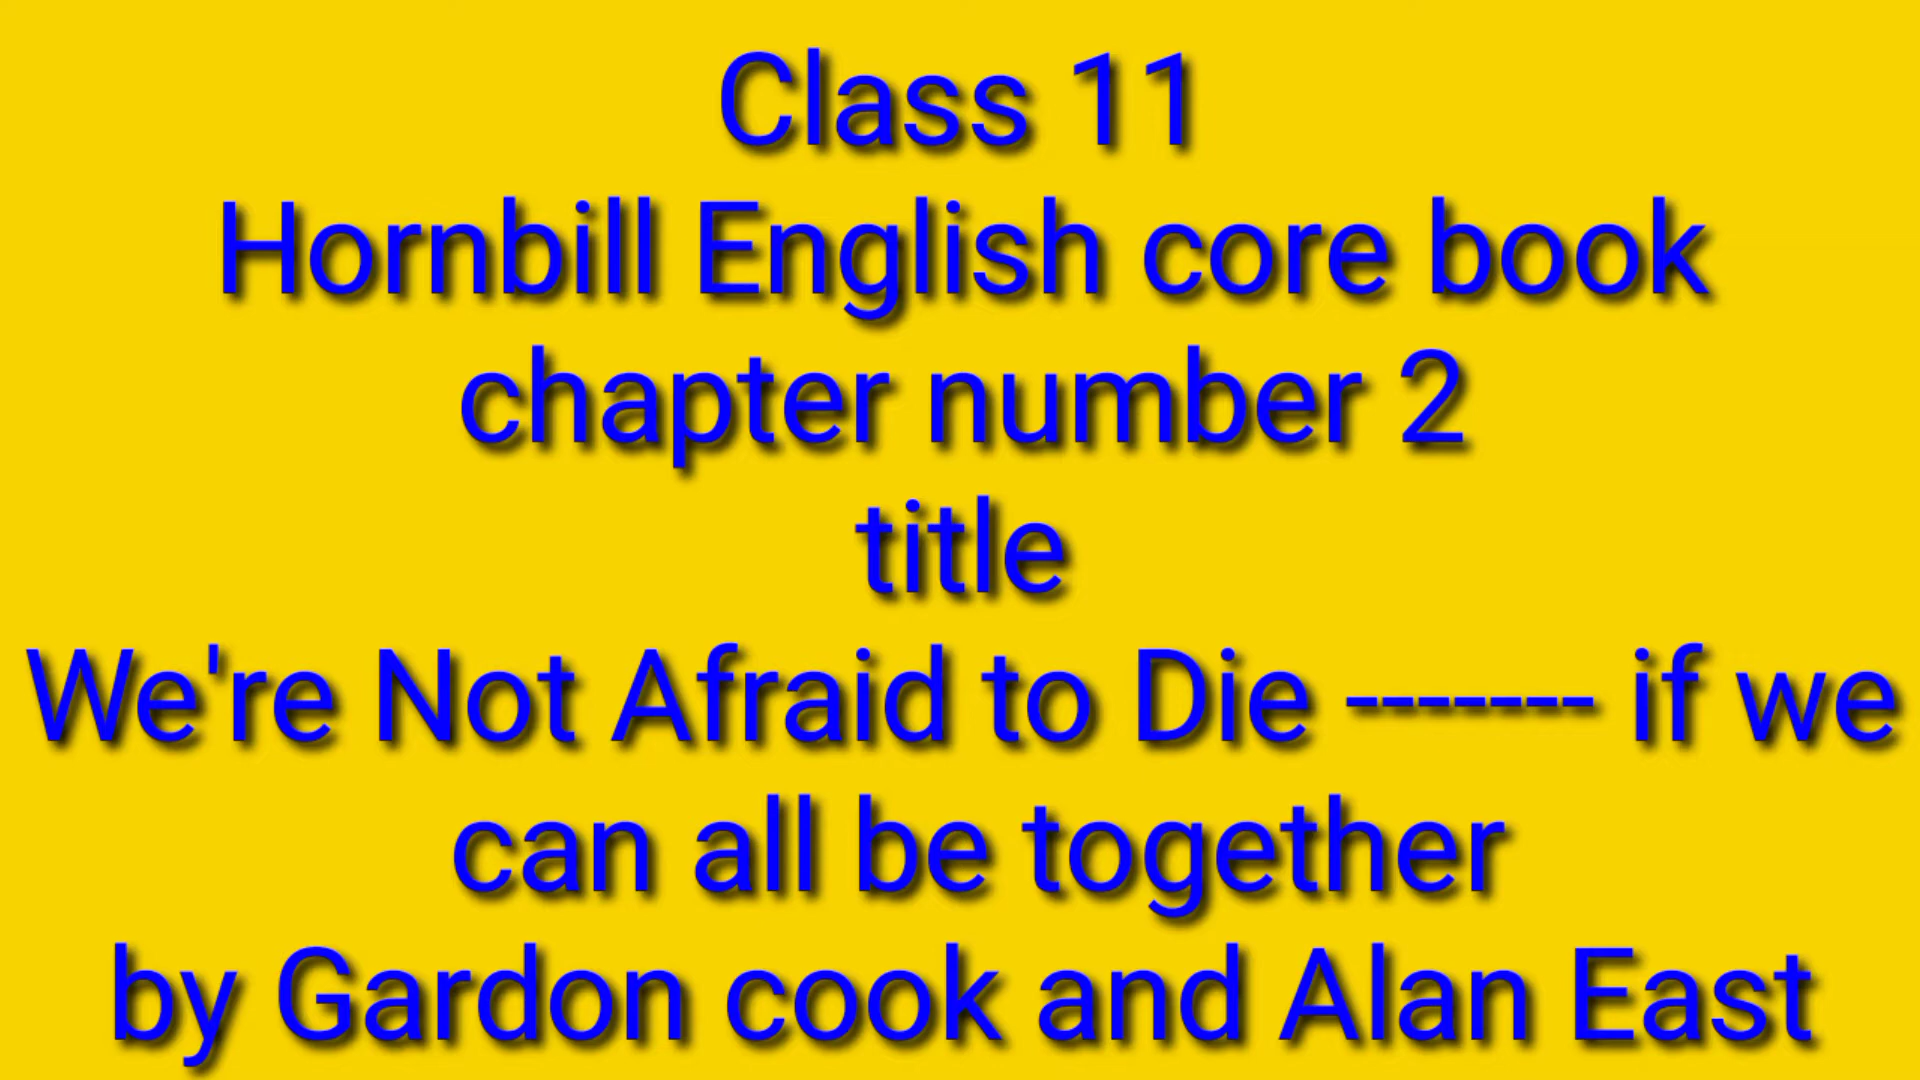 Class 11
Hornbill English core book
chapter number 2
title
We're Not Afraid to Die ------- if we
can all be together
by Gardon cook and Alan East